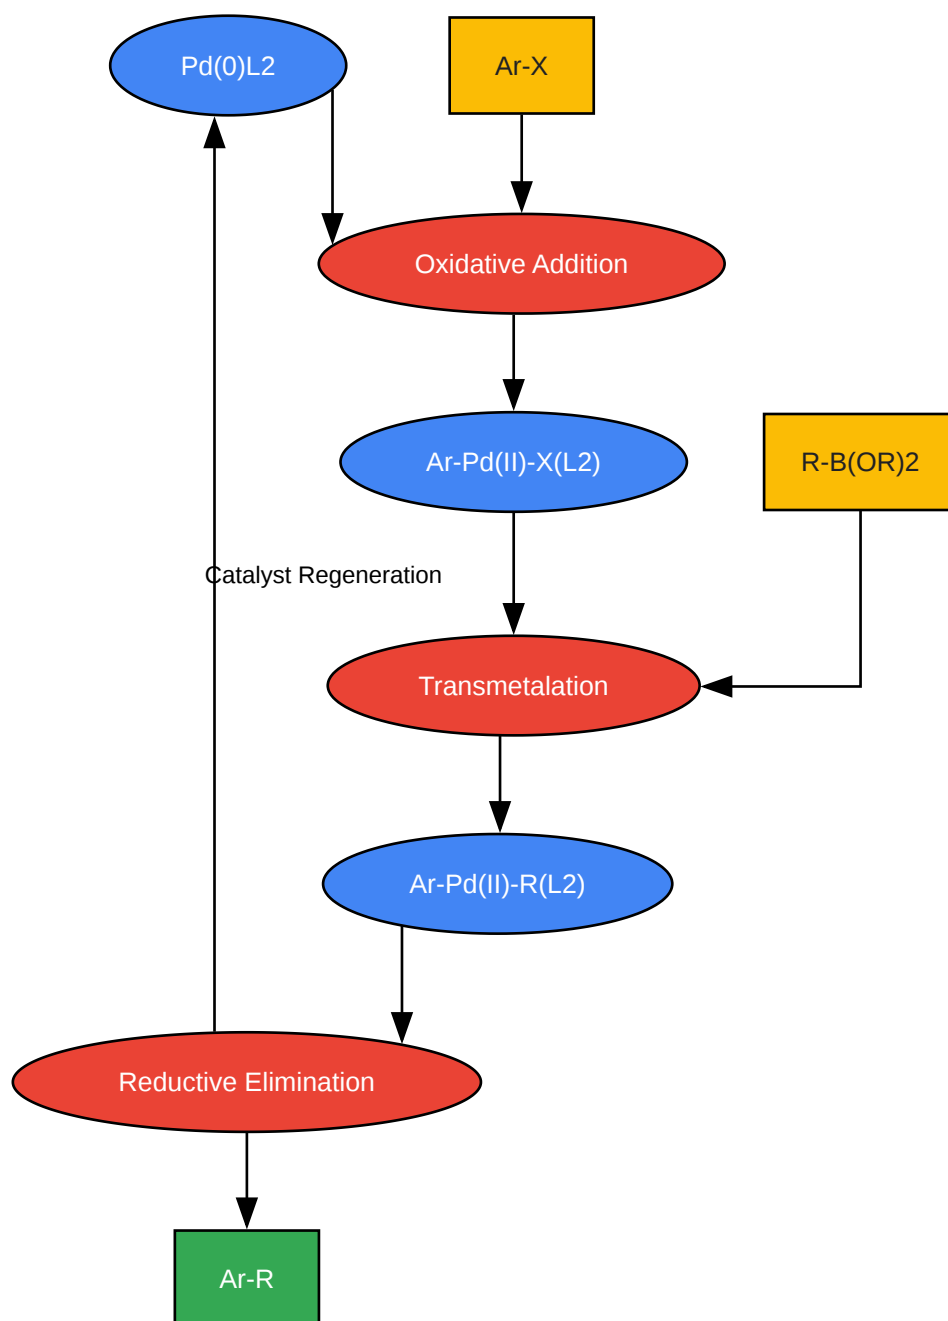 Pd(0)L2
Ar-X
Oxidative Addition
Ar-Pd(II)-X(L2)
R-B(OR)2
Catalyst Regeneration
Transmetalation
Ar-Pd(II)-R(L2)
Reductive Elimination
Ar-R